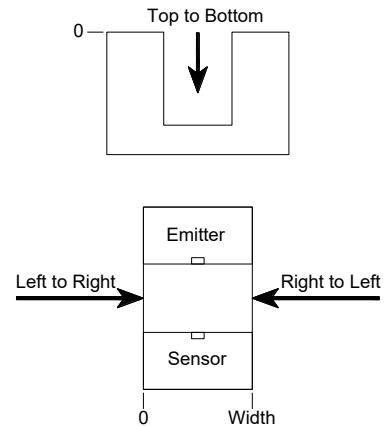 Top to Bottom
0
Emitter
Left to Right
Right to Left
Sensor
0
Width